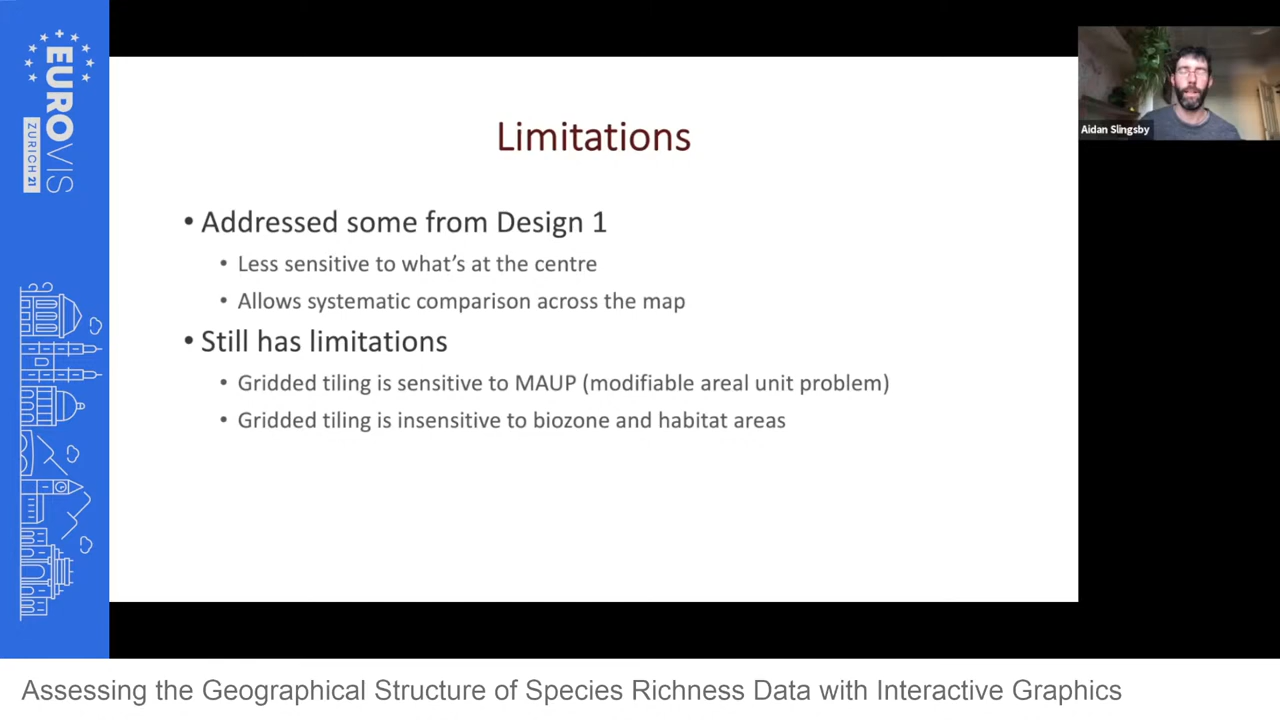 EUROVIS
ZURICH 21
Aidan Slingsby
Limitations
• Addressed some from Design 1
• Less sensitive to what's at the centre
• Allows systematic comparison across the map
• Still has limitations
• Gridded tiling is sensitive to MAUP (modifiable areal unit problem)
• Gridded tiling is insensitive to biozone and habitat areas
Assessing the Geographical Structure of Species Richness Data with Interactive Graphics